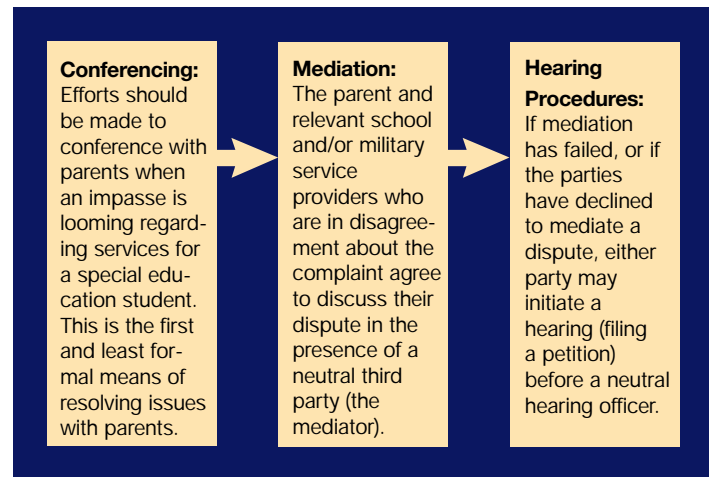 Conferencing:
Efforts should
be made to
conference with
parents when
an impasse is
looming regard-
ing services for
a special edu-
cation student.
This is the first
and least for-
mal means of
resolving issues
with parents.
Mediation:
The parent and
relevant school
and/or military
service
providers who
are in disagree-
ment about the
complaint agree
to discuss their
dispute in the
presence of a
neutral third
party (the
mediator).
Hearing
Procedures:
If mediation
has failed, or if
the parties
have declined
to mediate a
dispute, either
party may
initiate a
hearing (filing
a petition)
before a neutral
hearing officer.